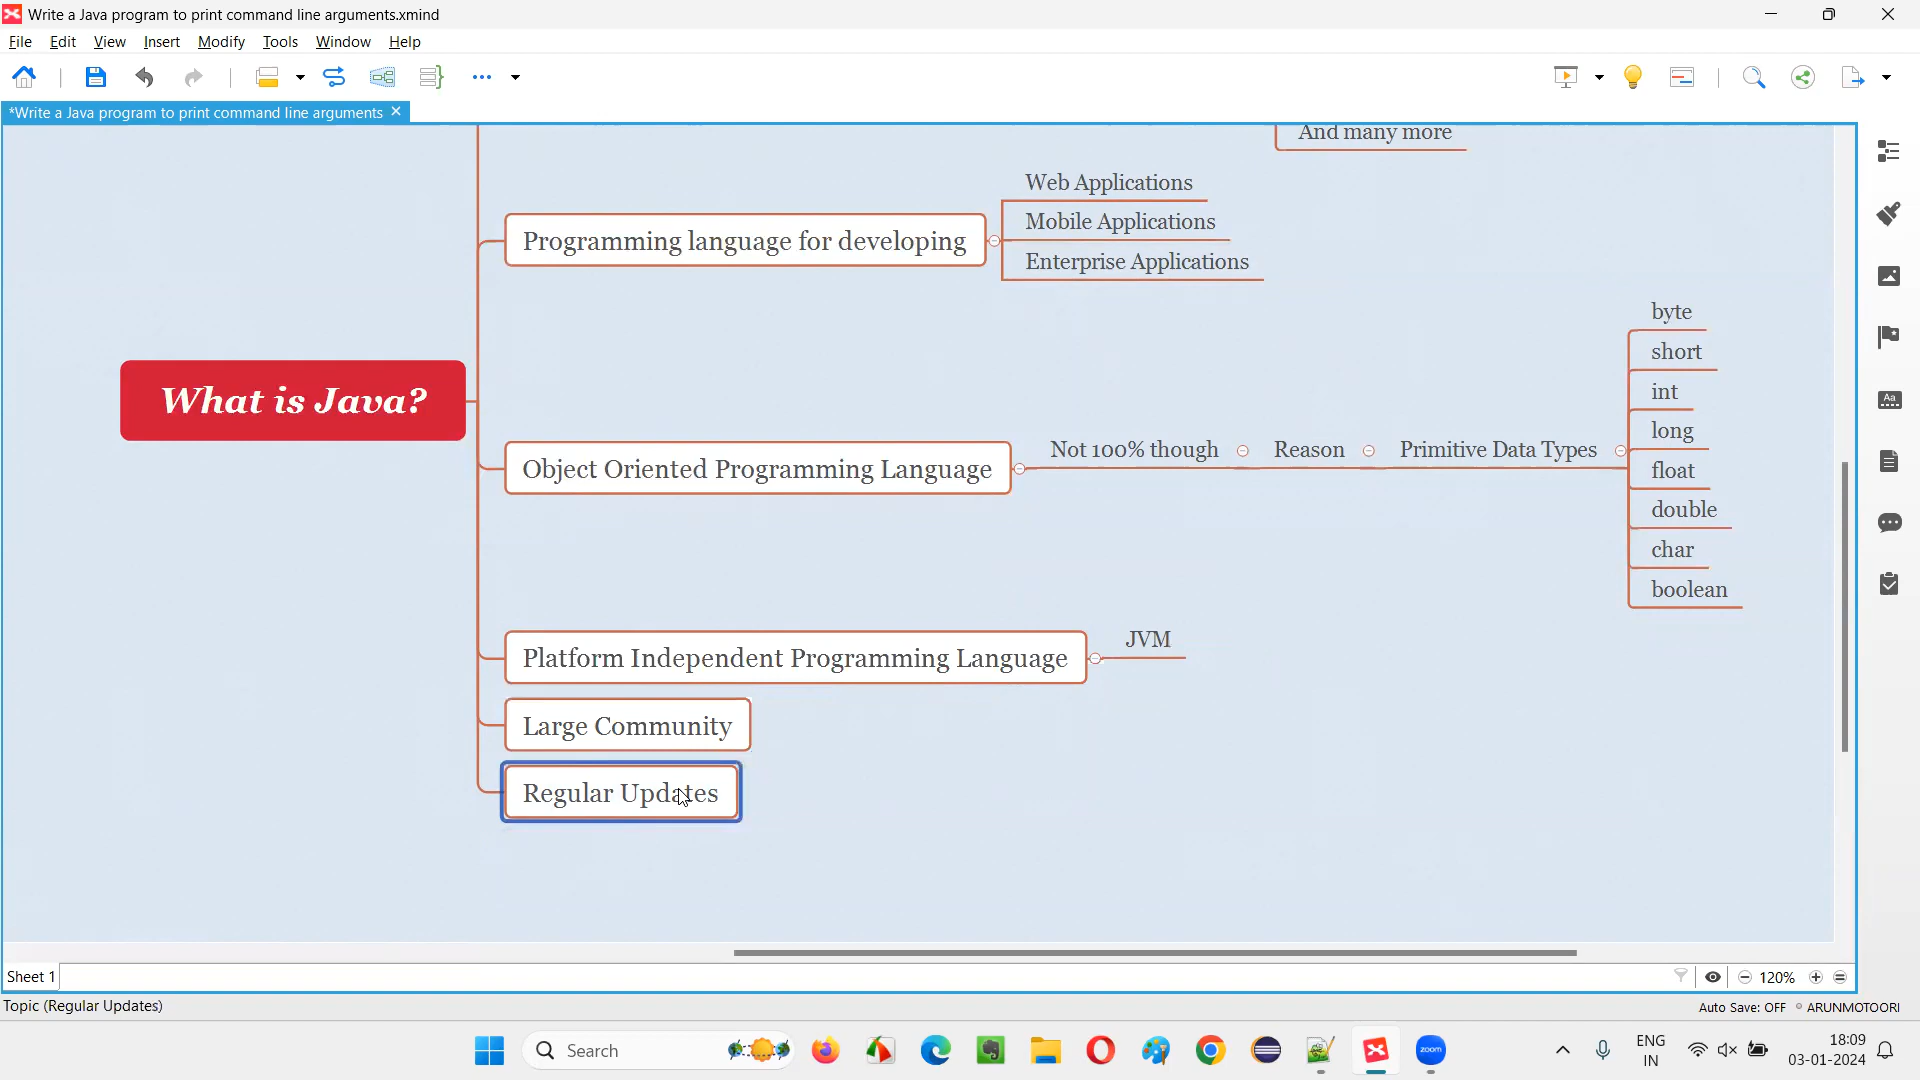 Write a Java program to print command line arguments.xmind
File Edit View Insert Modify Tools Window Help
*Write a Java program to print command line arguments
And many more
Web Applications
Programming language for developing
Mobile Applications
Enterprise Applications
What is Java?
Object Oriented Programming Language
Not 100% though
Reason
Primitive Data Types
byte
short
int
long
float
double
char
boolean
Platform Independent Programming Language
JVM
Large Community
Regular Updates
Sheet 1
120%
Topic (Regular Updates)
Auto Save: OFF
ARUNMOTOORI
Search
zoom
ENG
IN
18:09
03-01-2024